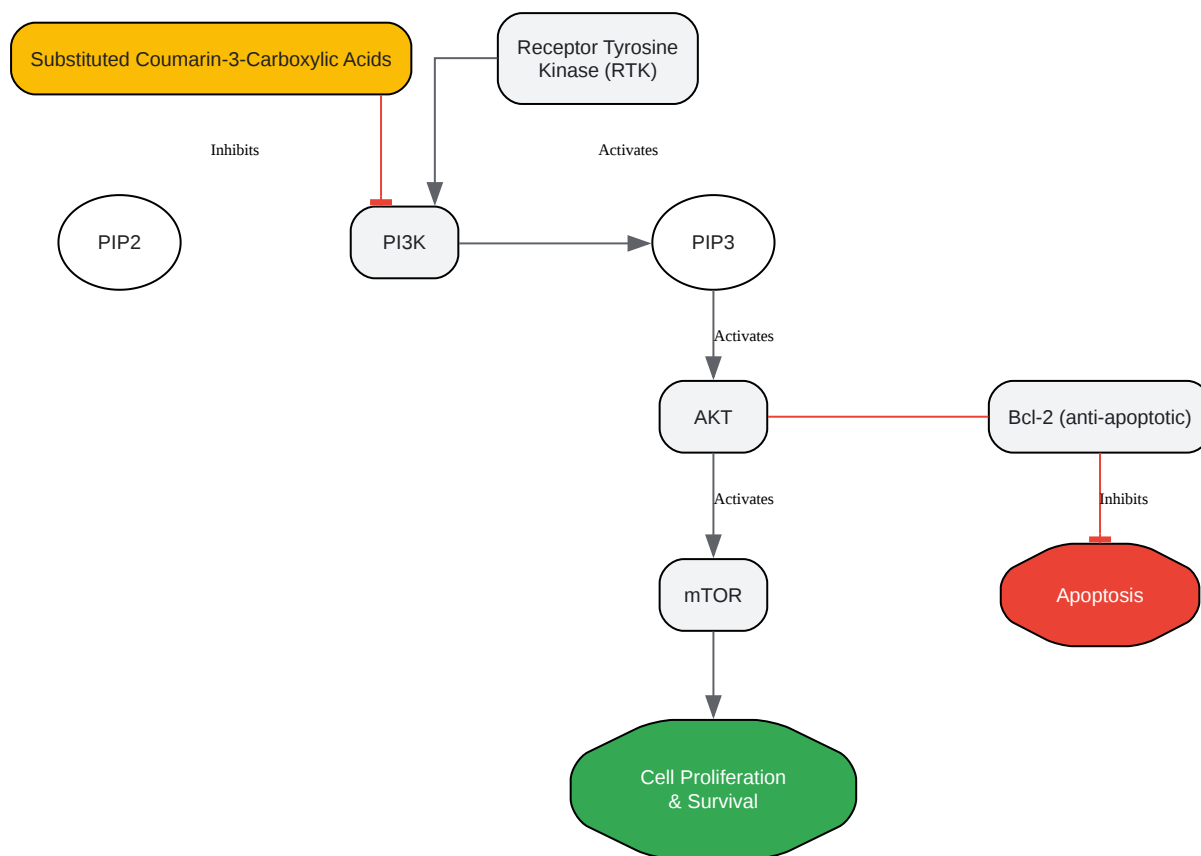 Substituted Coumarin-3-Carboxylic Acids
Receptor Tyrosine
Kinase (RTK)
Inhibits
Activates
PIP2
PI3K
PIP3
Activates
AKT
Bcl-2 (anti-apoptotic)
Activates
Inhibits
mTOR
Apoptosis
Cell Proliferation
& Survival